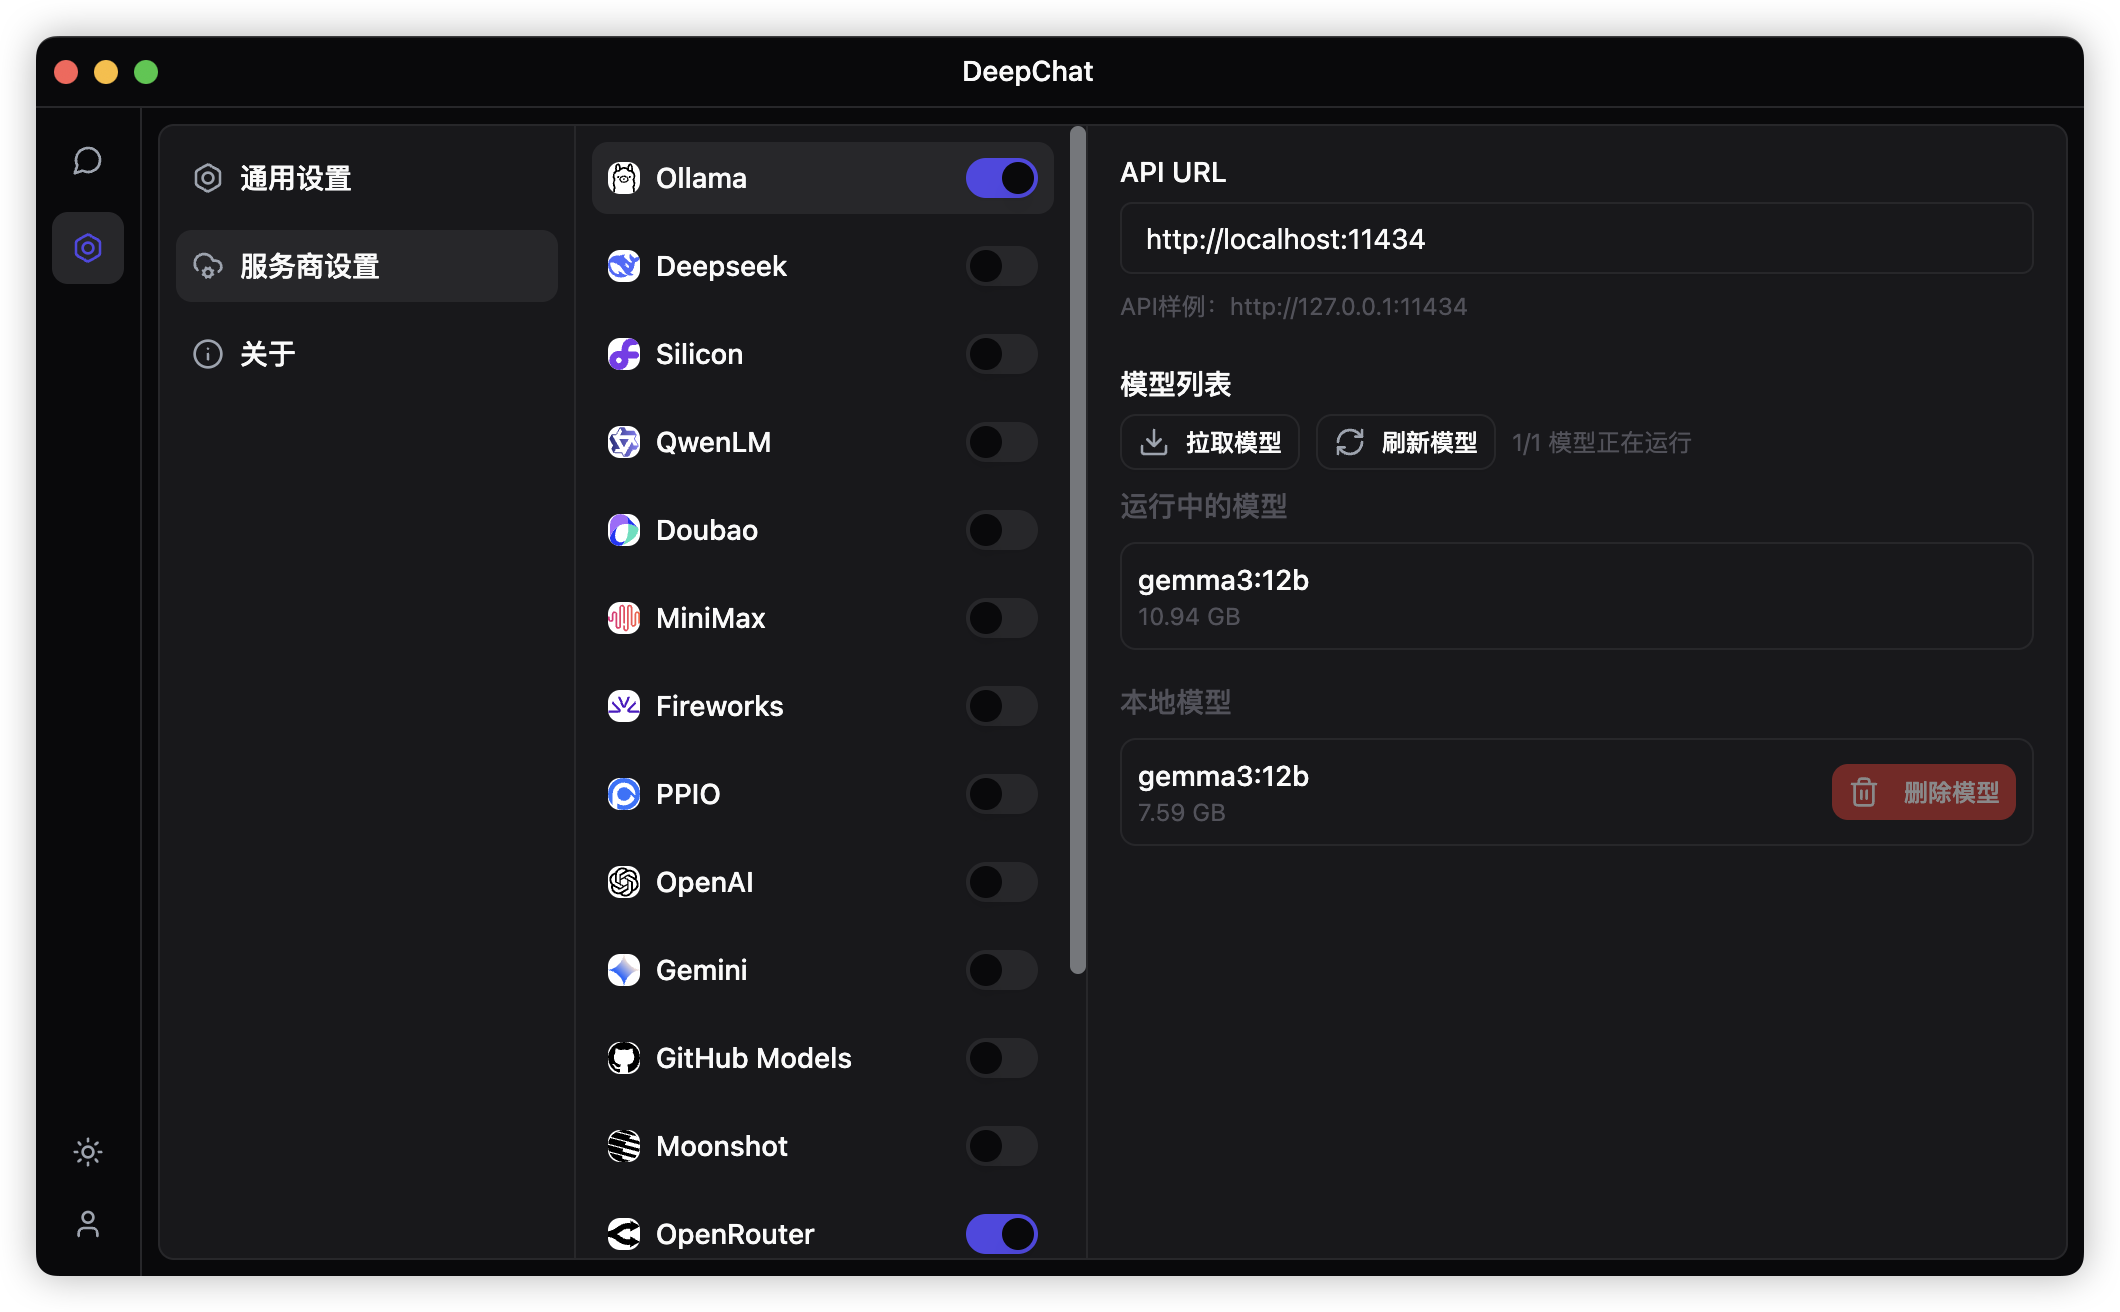 DeepChat
通用设置
服务商设置
关于
Ollama
Deepseek
Silicon
QwenLM
Doubao
MiniMax
Fireworks
PPIO
OpenAI
Gemini
GitHub Models
Moonshot
OpenRouter
API URL
http://localhost:11434
API样例：http://127.0.0.1:11434
模型列表
拉取模型 刷新模型 1/1 模型正在运行
运行中的模型
gemma3:12b
10.94 GB
本地模型
gemma3:12b
7.59 GB
删除模型